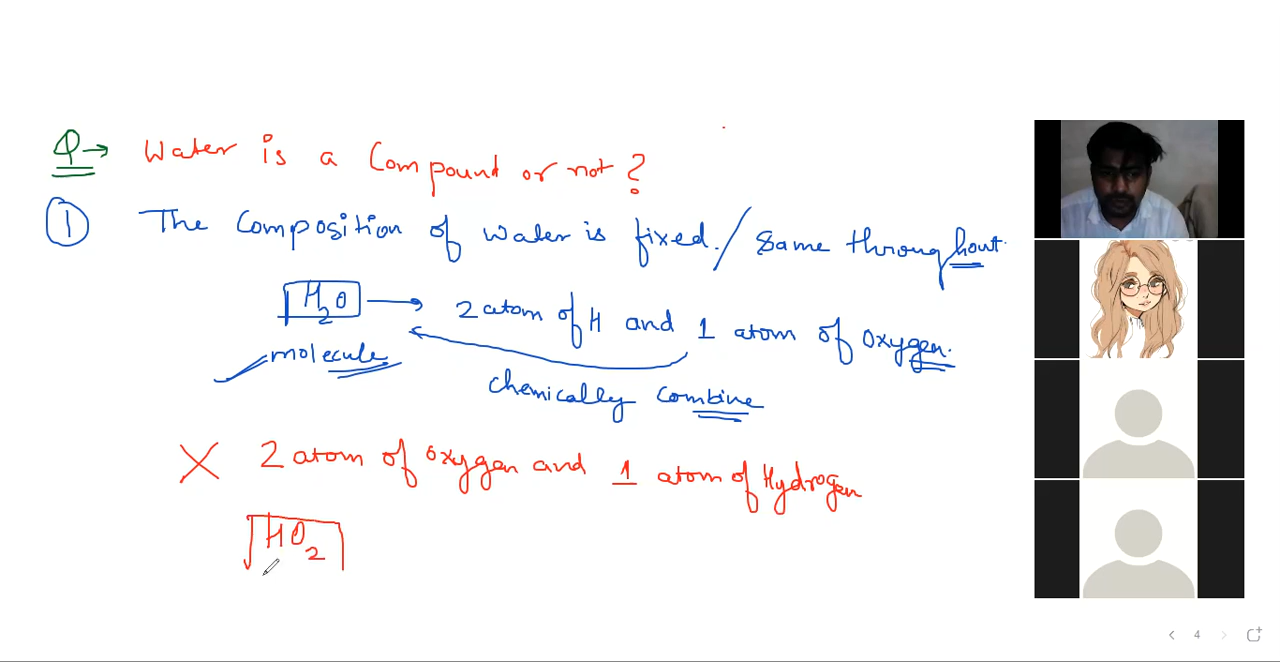 Q→ Water is a Compound or not?
1 The Composition of Water is fixed. / Same throughout.
H₂O → 2 atom of H and 1 atom of Oxygen.
molecule
Chemically Combine
X 2 atom of Oxygen and 1 atom of Hydrogen
HO₂
< 4 >